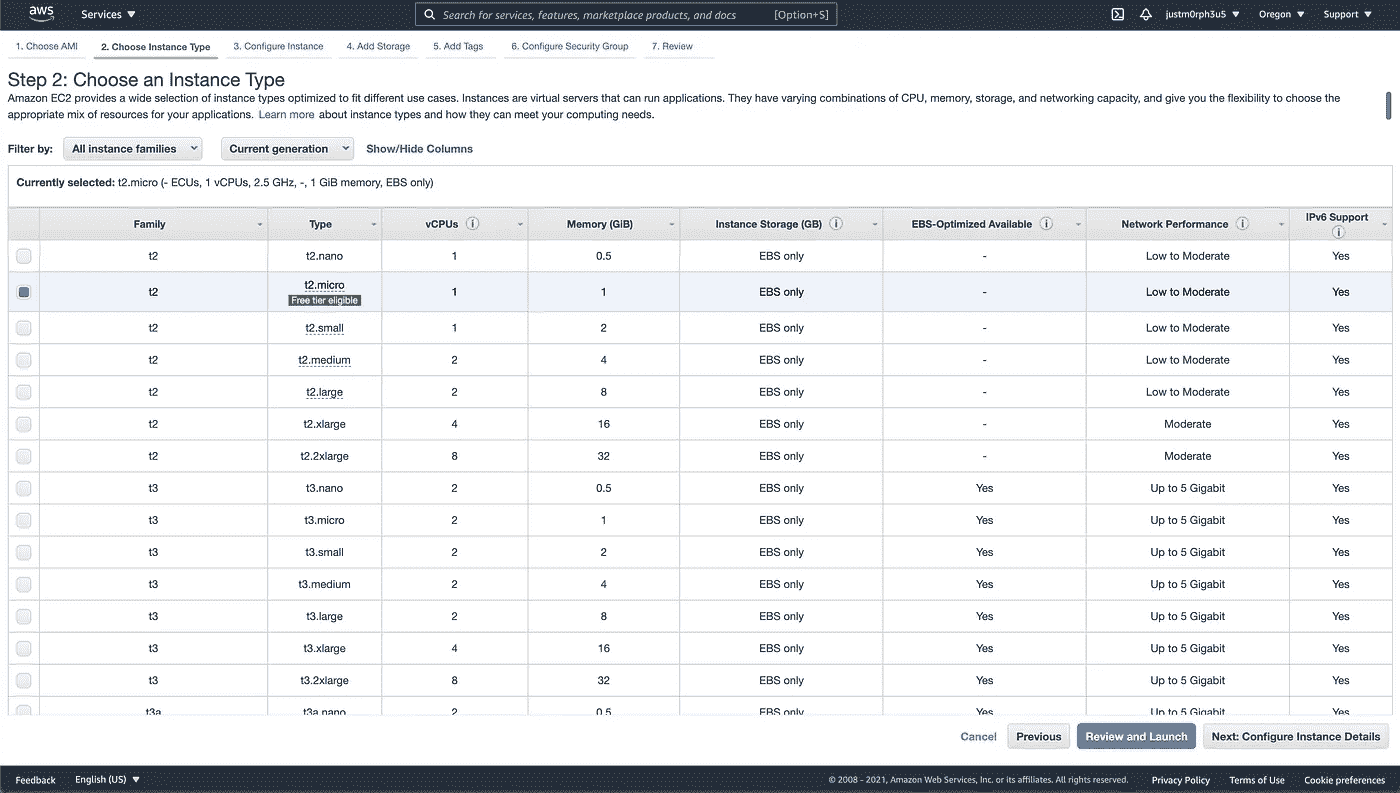 aws Services Search for services, features, marketplace products, and docs [Option+S] justm0rph3u5 Oregon Support
1. Choose AMI 2. Choose Instance Type 3. Configure Instance 4. Add Storage 5. Add Tags 6. Configure Security Group 7. Review
Step 2: Choose an Instance Type
Amazon EC2 provides a wide selection of instance types optimized to fit different use cases. Instances are virtual servers that can run applications. They have varying combinations of CPU, memory, storage, and networking capacity, and give you the flexibility to choose the
appropriate mix of resources for your applications. Learn more about instance types and how they can meet your computing needs.
Filter by: All instance families Current generation Show/Hide Columns
Currently selected: t2.micro (- ECUs, 1 vCPUs, 2.5 GHz, -, 1 GiB memory, EBS only)
Family Type vCPUs Memory (GiB) Instance Storage (GB) EBS-Optimized Available Network Performance IPv6 Support
t2 t2.nano 1 0.5 EBS only - Low to Moderate Yes
t2 t2.micro 1 1 EBS only - Low to Moderate Yes
Free tier eligible
t2 t2.small 1 2 EBS only - Low to Moderate Yes
t2 t2.medium 2 4 EBS only - Low to Moderate Yes
t2 t2.large 2 8 EBS only - Low to Moderate Yes
t2 t2.xlarge 4 16 EBS only - Moderate Yes
t2 t2.2xlarge 8 32 EBS only - Moderate Yes
t3 t3.nano 2 0.5 EBS only Yes Up to 5 Gigabit Yes
t3 t3.micro 2 1 EBS only Yes Up to 5 Gigabit Yes
t3 t3.small 2 2 EBS only Yes Up to 5 Gigabit Yes
t3 t3.medium 2 4 EBS only Yes Up to 5 Gigabit Yes
t3 t3.large 2 8 EBS only Yes Up to 5 Gigabit Yes
t3 t3.xlarge 4 16 EBS only Yes Up to 5 Gigabit Yes
t3 t3.2xlarge 8 32 EBS only Yes Up to 5 Gigabit Yes
t3a t3a.nano 2 0.5 EBS only Yes Up to 5 Gigabit Yes
Cancel Previous Review and Launch Next: Configure Instance Details
Feedback English (US) © 2008 - 2021, Amazon Web Services, Inc. or its affiliates. All rights reserved. Privacy Policy Terms of Use Cookie preferences